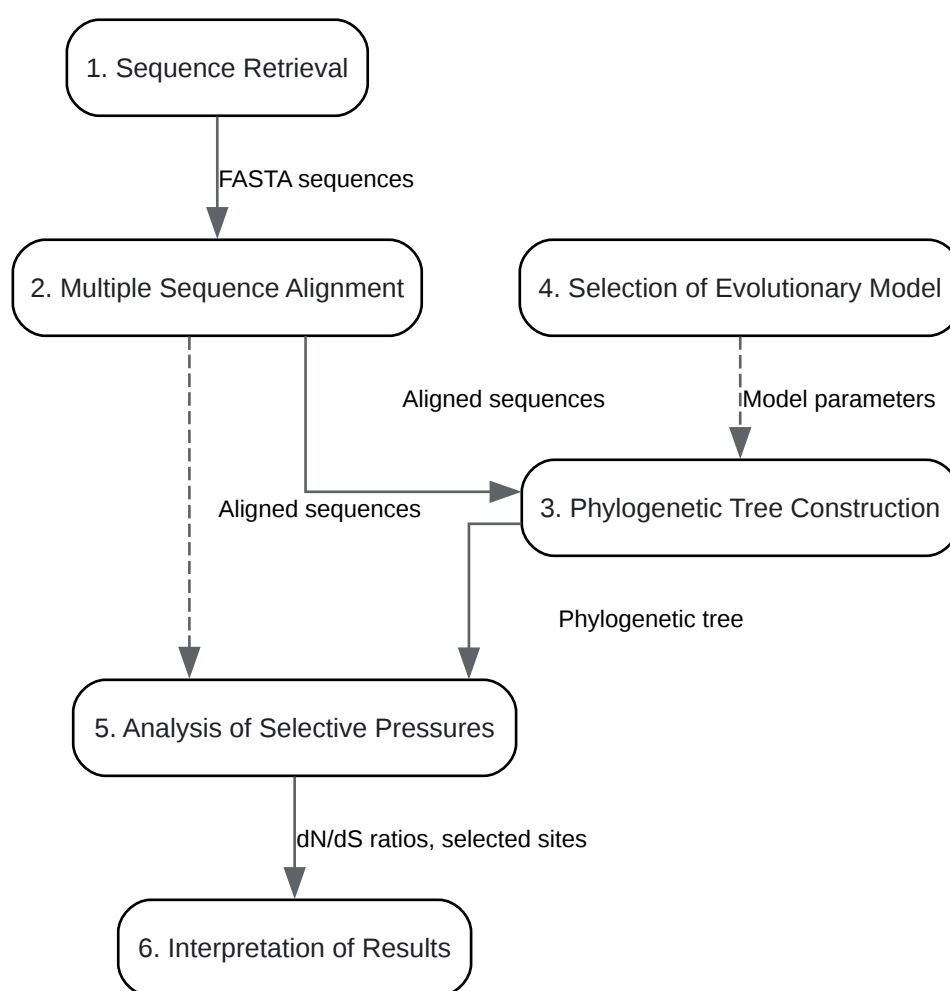 1. Sequence Retrieval
FASTA sequences
2. Multiple Sequence Alignment
4. Selection of Evolutionary Model
Aligned sequences
Model parameters
Aligned sequences
3. Phylogenetic Tree Construction
Phylogenetic tree
5. Analysis of Selective Pressures
dN/dS ratios, selected sites
6. Interpretation of Results